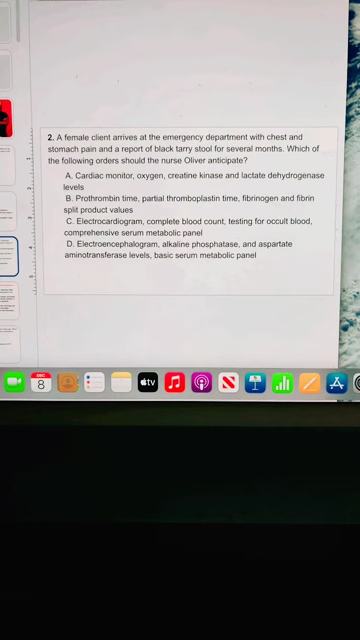 2. A female client arrives at the emergency department with chest and
stomach pain and a report of black tarry stool for several months. Which of
the following orders should the nurse Oliver anticipate?
A. Cardiac monitor, oxygen, creatine kinase and lactate dehydrogenase
levels
B. Prothrombin time, partial thromboplastin time, fibrinogen and fibrin
split product values
C. Electrocardiogram, complete blood count, testing for occult blood,
comprehensive serum metabolic panel
D. Electroencephalogram, alkaline phosphatase, and aspartate
aminotransferase levels, basic serum metabolic panel
DEC
8
tv